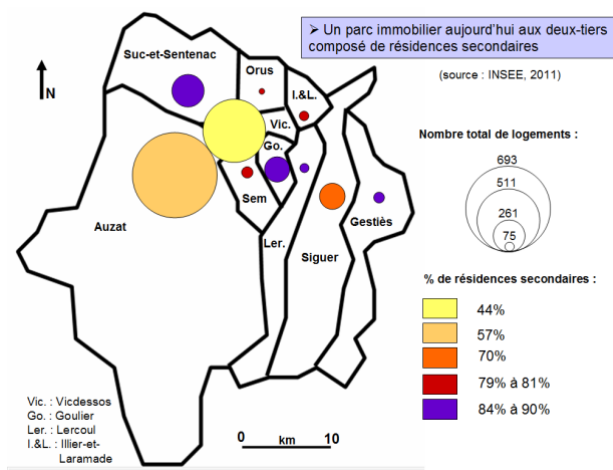 ➢ Un parc immobilier aujourd'hui aux deux-tiers
composé de résidences secondaires
(source : INSEE, 2011)
N
Suc-et-Sentenac
Orus
I.&L.
Vic.
Go.
Sem
Auzat
Ler.
Siguer
Gestiès
Nombre total de logements :
693
511
261
75
% de résidences secondaires :
44%
57%
70%
79% à 81%
84% à 90%
Vic. : Vicdessos
Go. : Goulier
Ler. : Lercoul
I.&L. : Illier-et-
Laramade
0 km 10